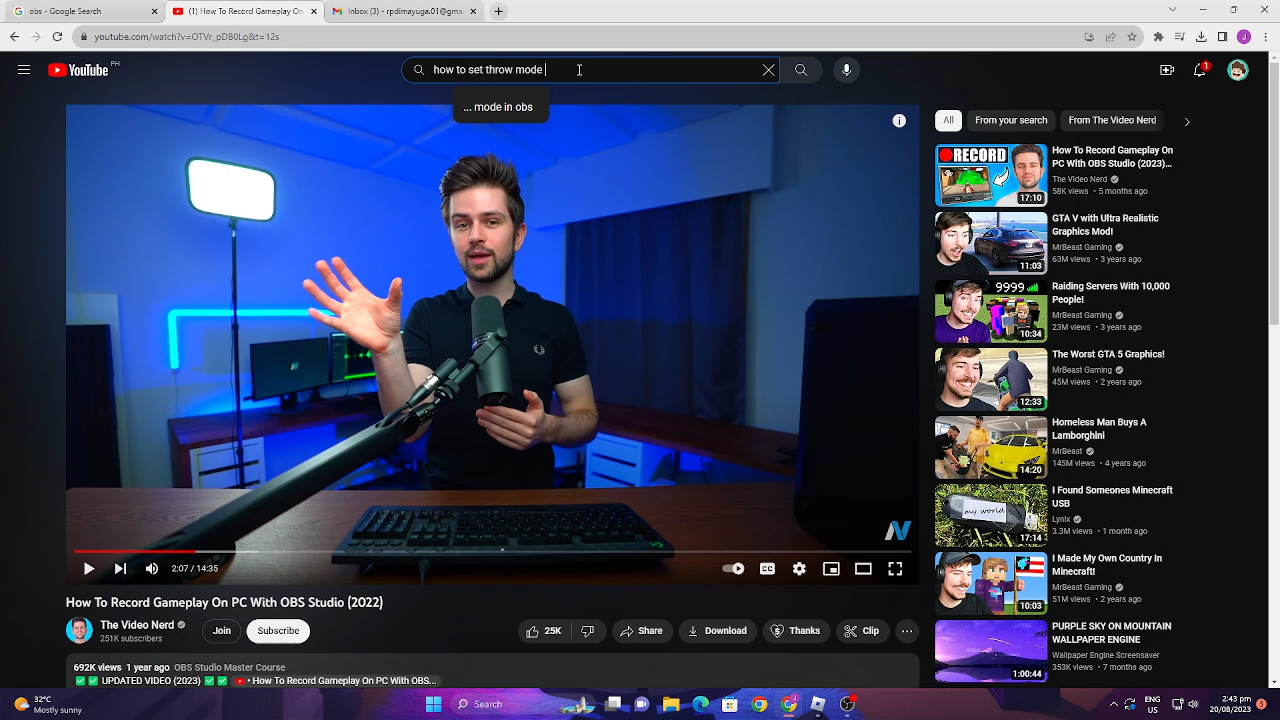 obs - Google Search
(1) How To Record Gameplay On
Inbox (3) - rpdimayuga.01@gma
youtube.com/watch?v=OTVr_pDB0Lg&t=12s
YouTube PH
how to set throw mode
1
... mode in obs
All
From your search
From The Video Nerd
RECORD
17:10
How To Record Gameplay On
PC With OBS Studio (2023)...
The Video Nerd
58K views • 5 months ago
11:03
GTA V with Ultra Realistic
Graphics Mod!
MrBeast Gaming
63M views • 3 years ago
9999
10:34
Raiding Servers With 10,000
People!
MrBeast Gaming
23M views • 3 years ago
12:33
The Worst GTA 5 Graphics!
MrBeast Gaming
45M views • 2 years ago
14:20
Homeless Man Buys A
Lamborghini
MrBeast
145M views • 4 years ago
my world
17:14
I Found Someones Minecraft
USB
Lynix
3.3M views • 1 month ago
10:03
I Made My Own Country In
Minecraft!
MrBeast Gaming
51M views • 2 years ago
1:00:44
PURPLE SKY ON MOUNTAIN
WALLPAPER ENGINE
Wallpaper Engine Screensaver
353K views • 7 months ago
2:07 / 14:35
CC
How To Record Gameplay On PC With OBS Studio (2022)
The Video Nerd
251K subscribers
Join
Subscribe
25K
Share
Download
Thanks
Clip
692K views 1 year ago OBS Studio Master Course
UPDATED VIDEO (2023) • How To Record Gameplay On PC With OBS...
32°C
Mostly sunny
Search
ENG
US
2:43 pm
20/08/2023
3